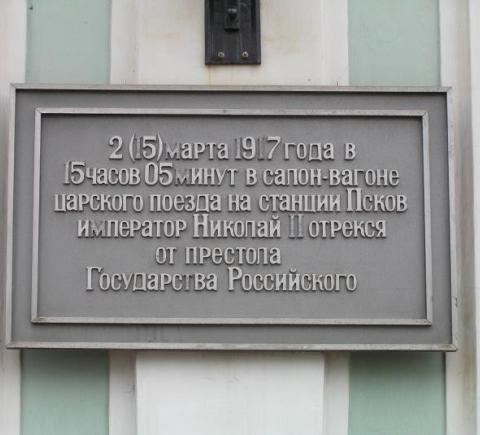 2 (15) марта 1917 года в
15 часов 05 минут в салон-вагоне
царского поезда на станции Псков
император Николай II отрекся
от престола
Государства Российского